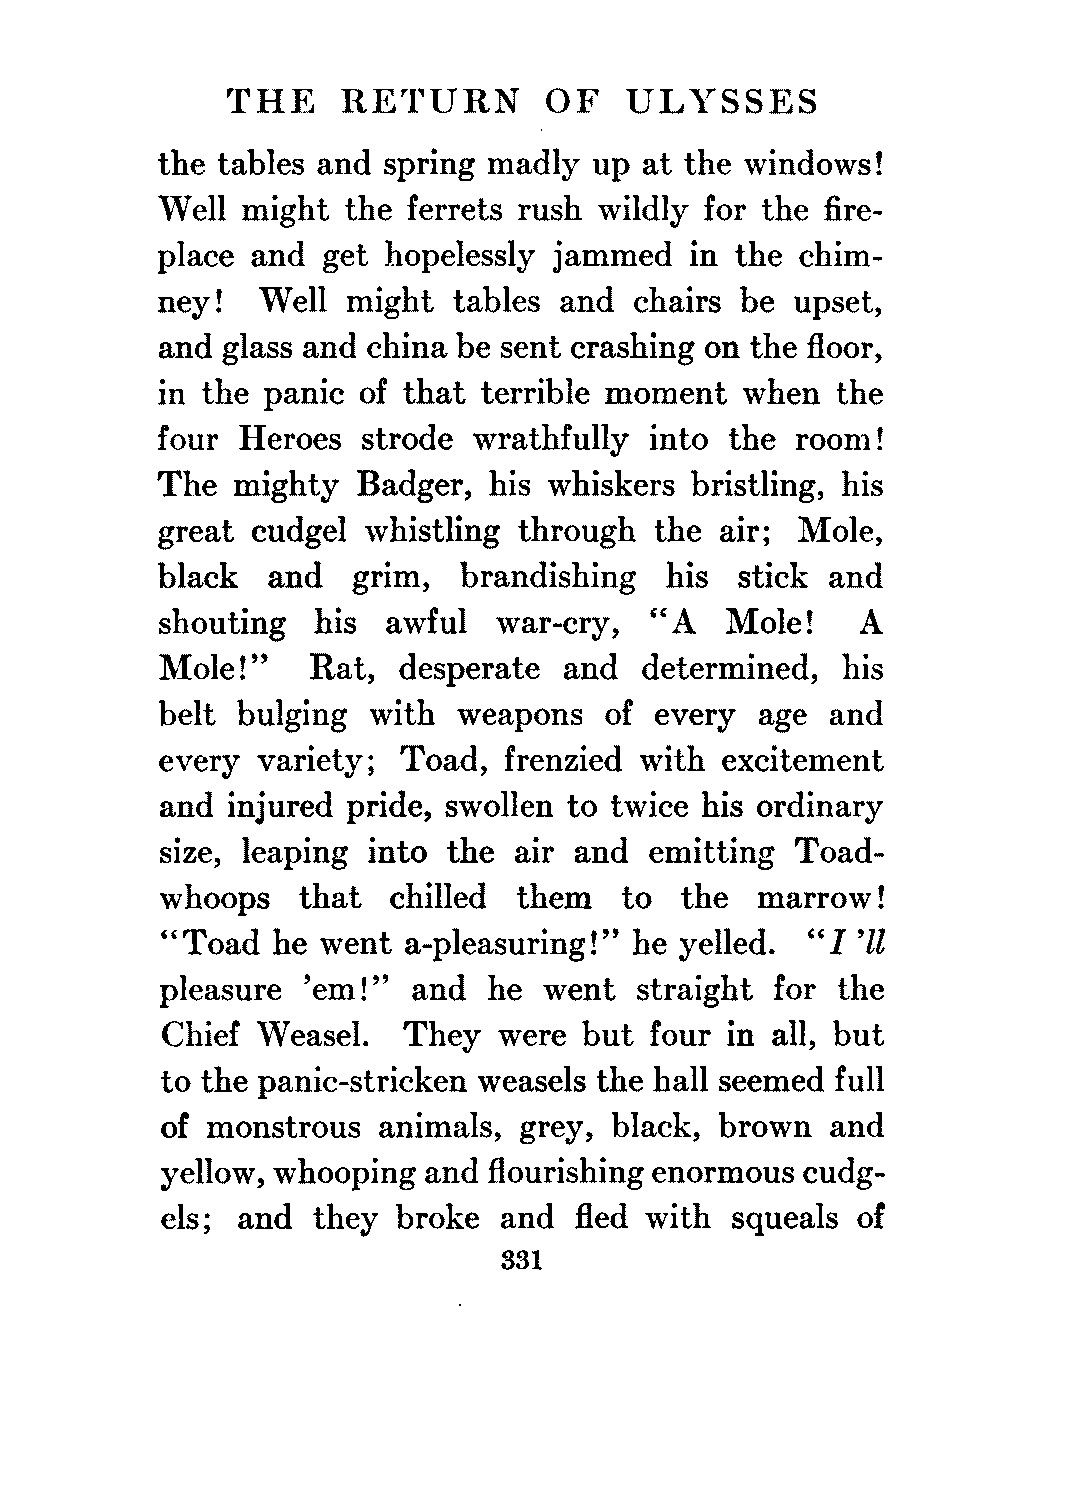 THE RETURN OF ULYSSES
the tables and spring madly up at the windows!
Well might the ferrets rush wildly for the fire-
place and get hopelessly jammed in the chim-
ney! Well might tables and chairs be upset,
and glass and china be sent crashing on the floor,
in the panic of that terrible moment when the
four Heroes strode wrathfully into the room!
The mighty Badger, his whiskers bristling, his
great cudgel whistling through the air; Mole,
black and grim, brandishing his stick and
shouting his awful war-cry, “A Mole! A
Mole!” Rat, desperate and determined, his
belt bulging with weapons of every age and
every variety; Toad, frenzied with excitement
and injured pride, swollen to twice his ordinary
size, leaping into the air and emitting Toad-
whoops that chilled them to the marrow!
“Toad he went a-pleasuring!” he yelled. “I ’ll
pleasure ’em!” and he went straight for the
Chief Weasel. They were but four in all, but
to the panic-stricken weasels the hall seemed full
of monstrous animals, grey, black, brown and
yellow, whooping and flourishing enormous cudg-
els; and they broke and fled with squeals of
331